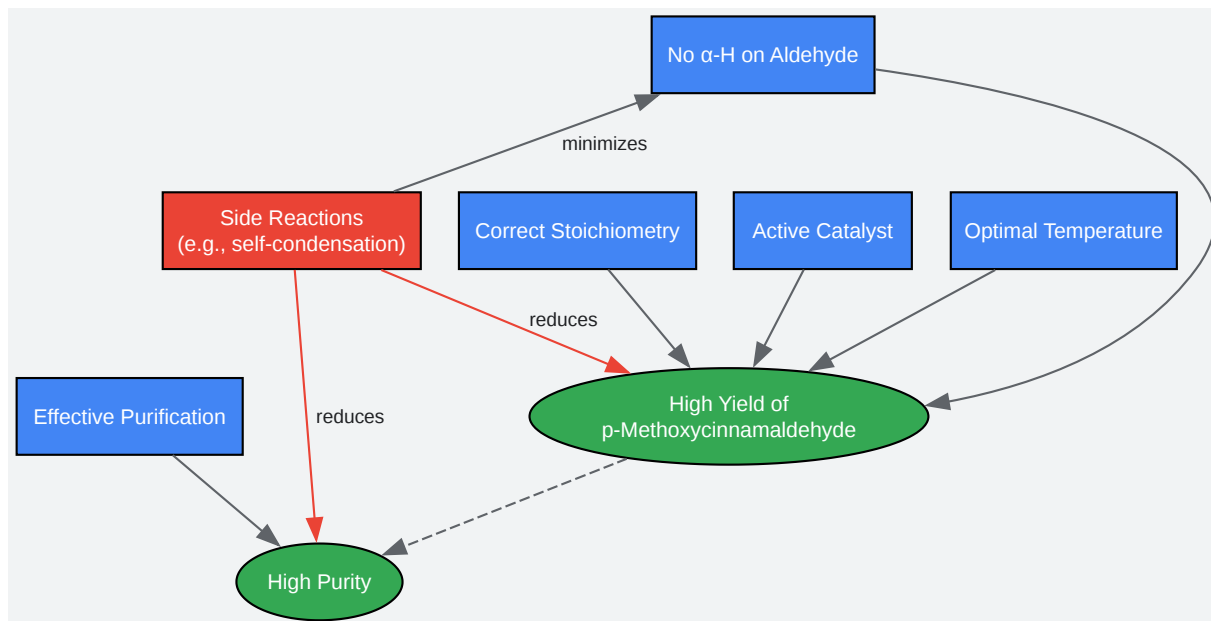 No α-H on Aldehyde
minimizes
Side Reactions
(e.g., self-condensation)
Correct Stoichiometry
Active Catalyst
Optimal Temperature
reduces
Effective Purification
reduces
High Yield of
p-Methoxycinnamaldehyde
High Purity